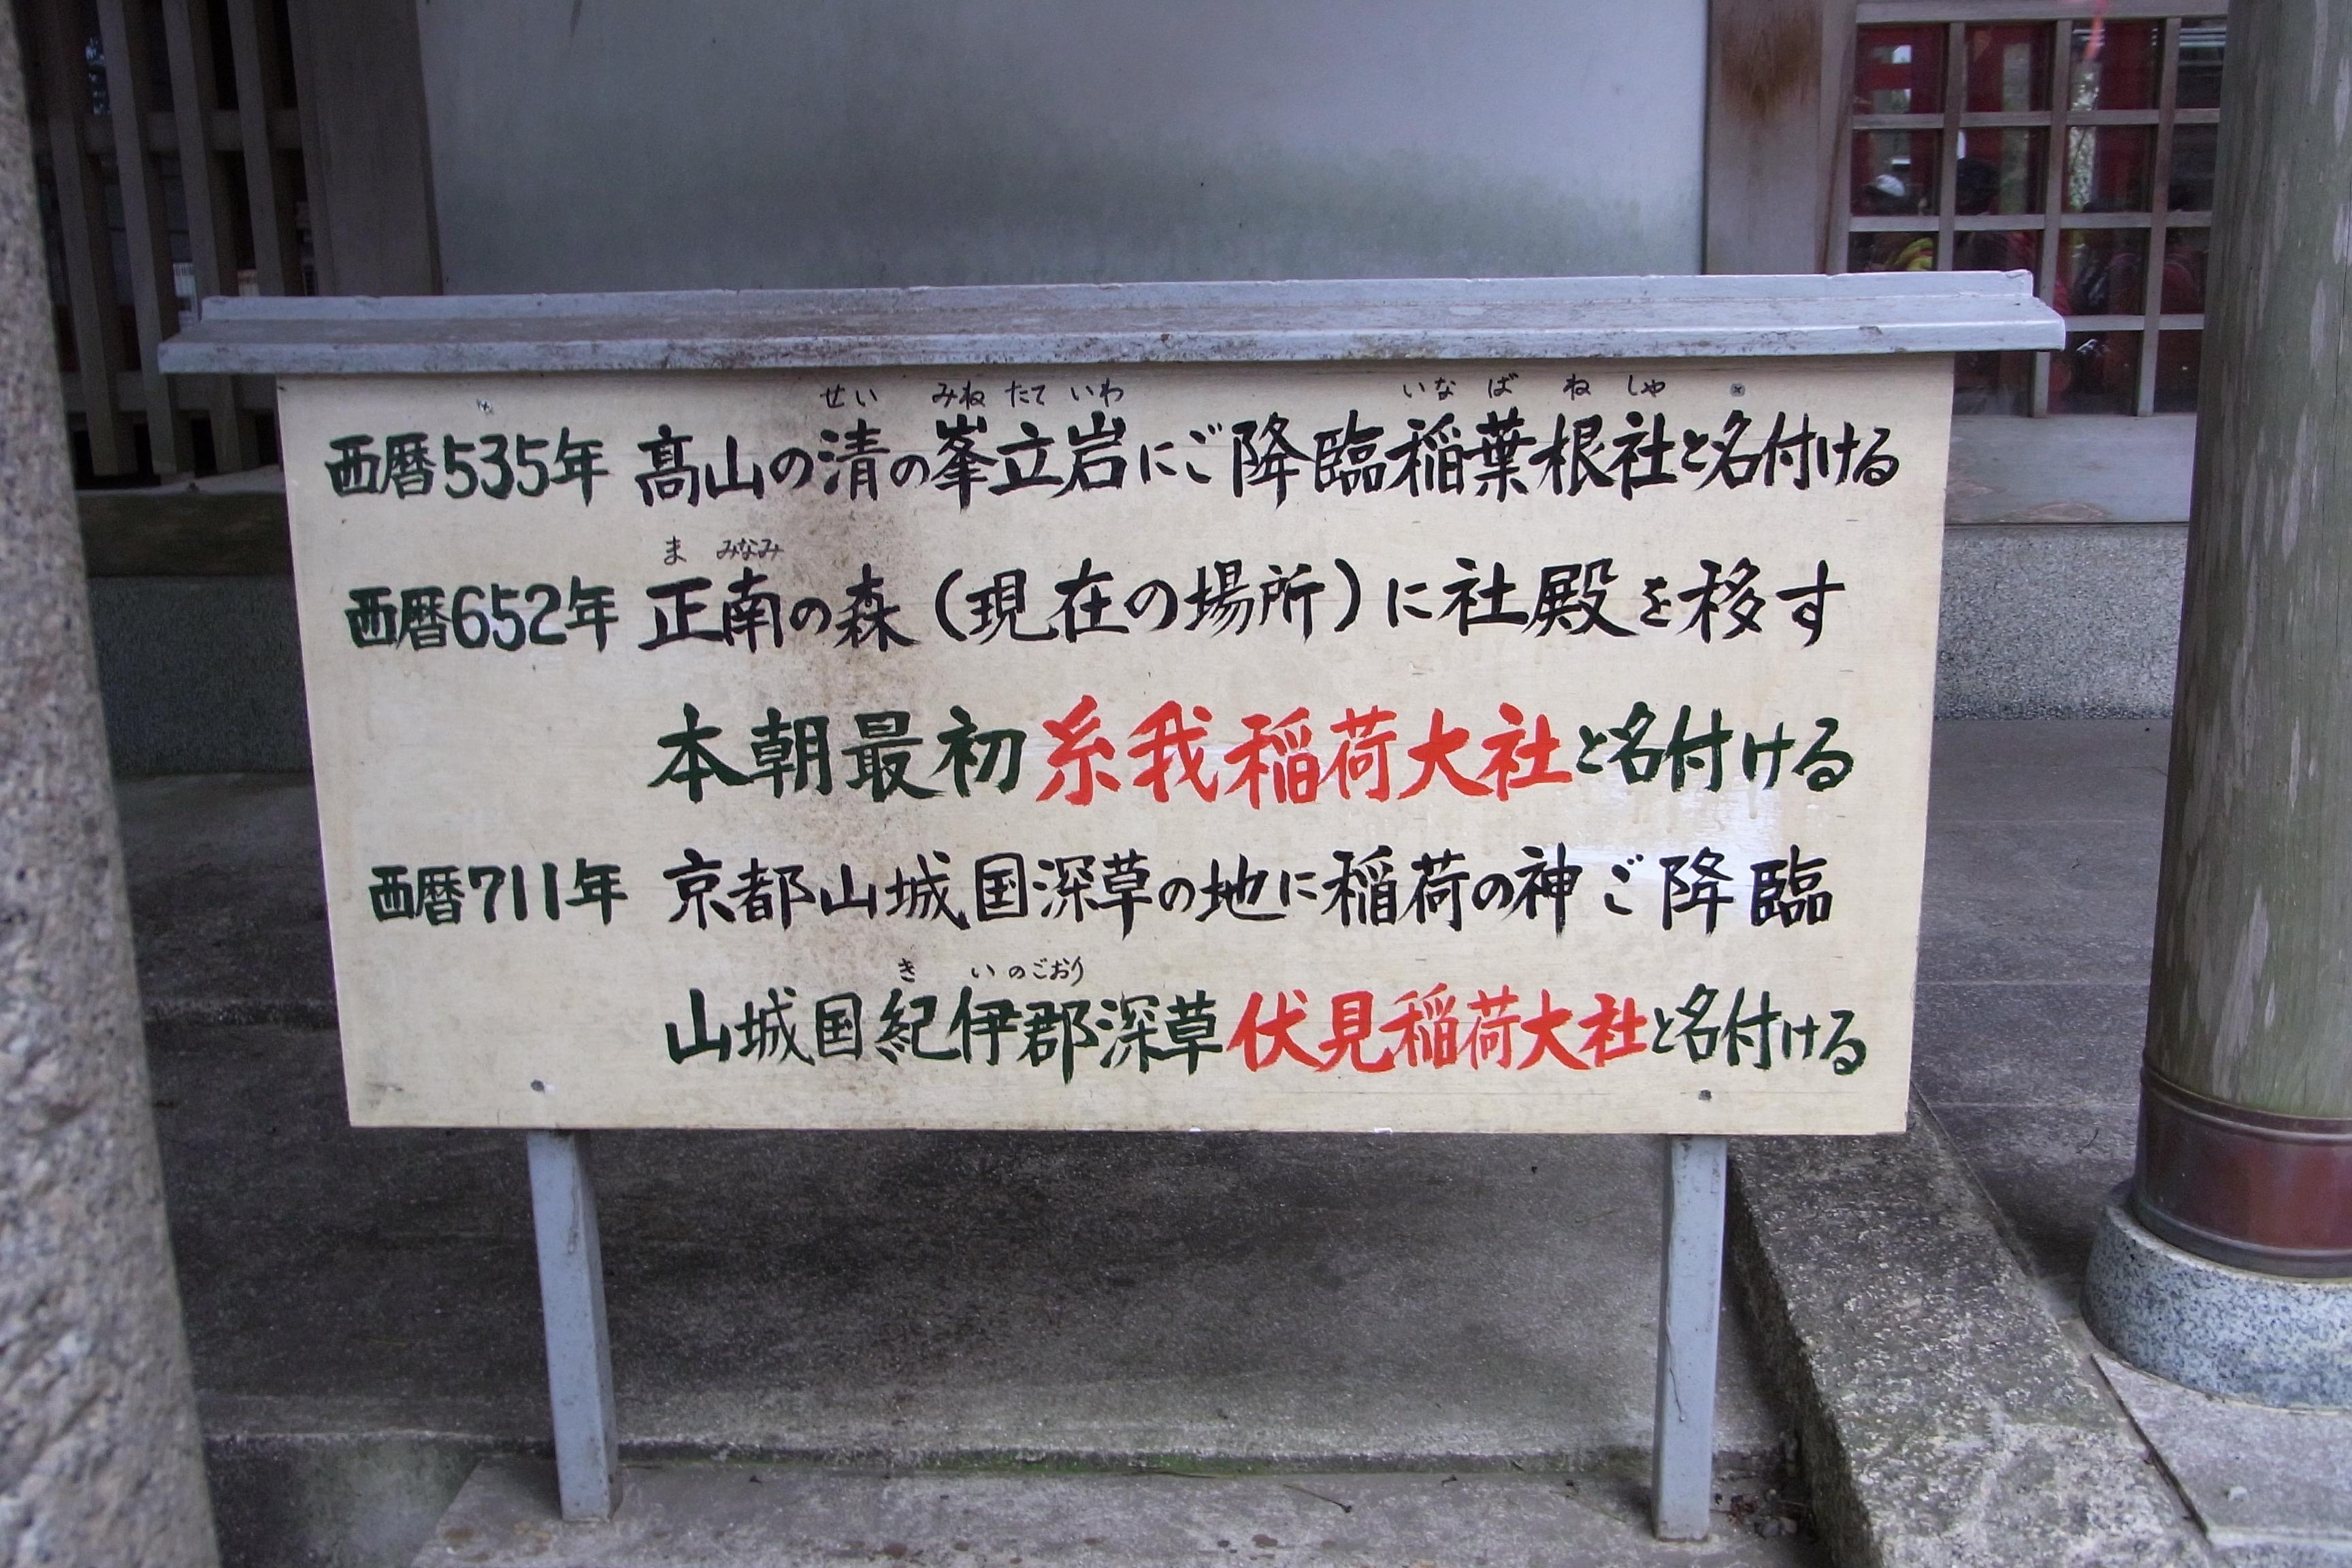 せい みね たて いわ いな ば ね しゃ
西暦535年 髙山の清の峯立岩にご降臨稲葉根社と名付ける
ま みなみ
西暦652年 正南の森(現在の場所)に社殿を移す
本朝最初糸我稲荷大社と名付ける
西暦711年 京都山城国深草の地に稲荷の神ご降臨
き い のごおり
山城国紀伊郡深草伏見稲荷大社と名付ける